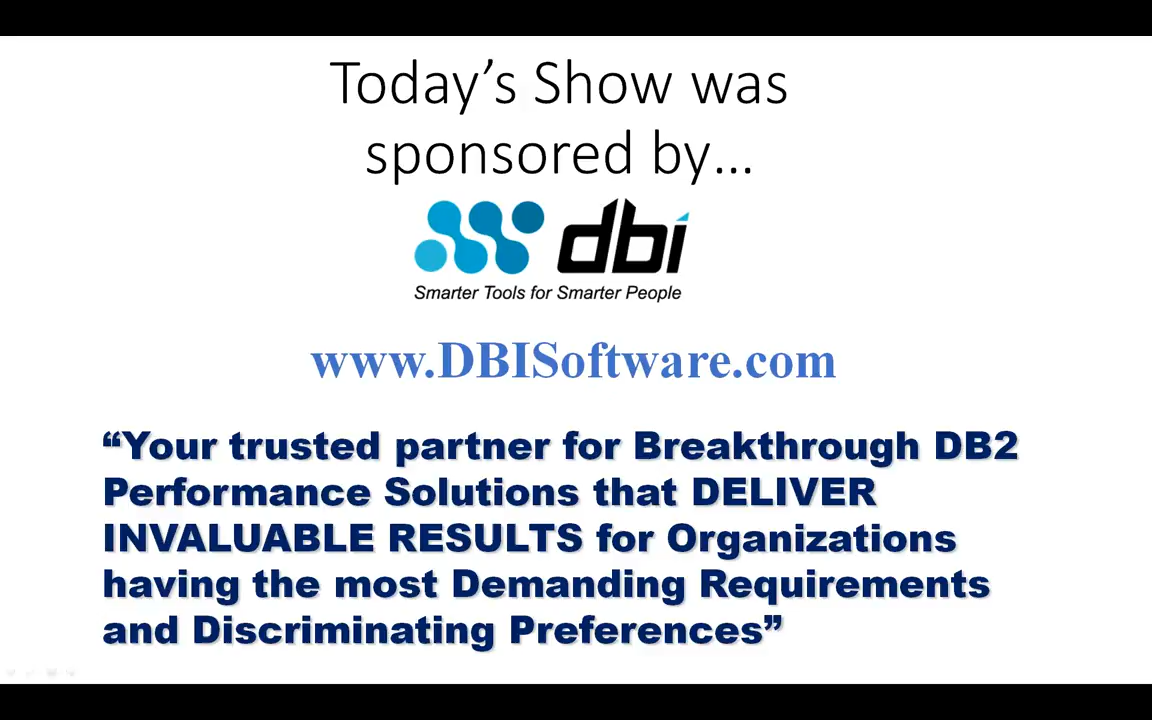 Today’s Show was
sponsored by...
dbi
Smarter Tools for Smarter People
www.DBISoftware.com
“Your trusted partner for Breakthrough DB2
Performance Solutions that DELIVER
INVALUABLE RESULTS for Organizations
having the most Demanding Requirements
and Discriminating Preferences”